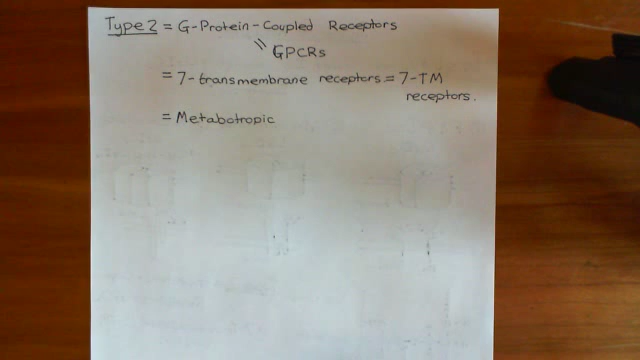 Type 2 = G-Protein-Coupled Receptors
= GPCRs
= 7-transmembrane receptors = 7-TM
receptors.
= Metabotropic